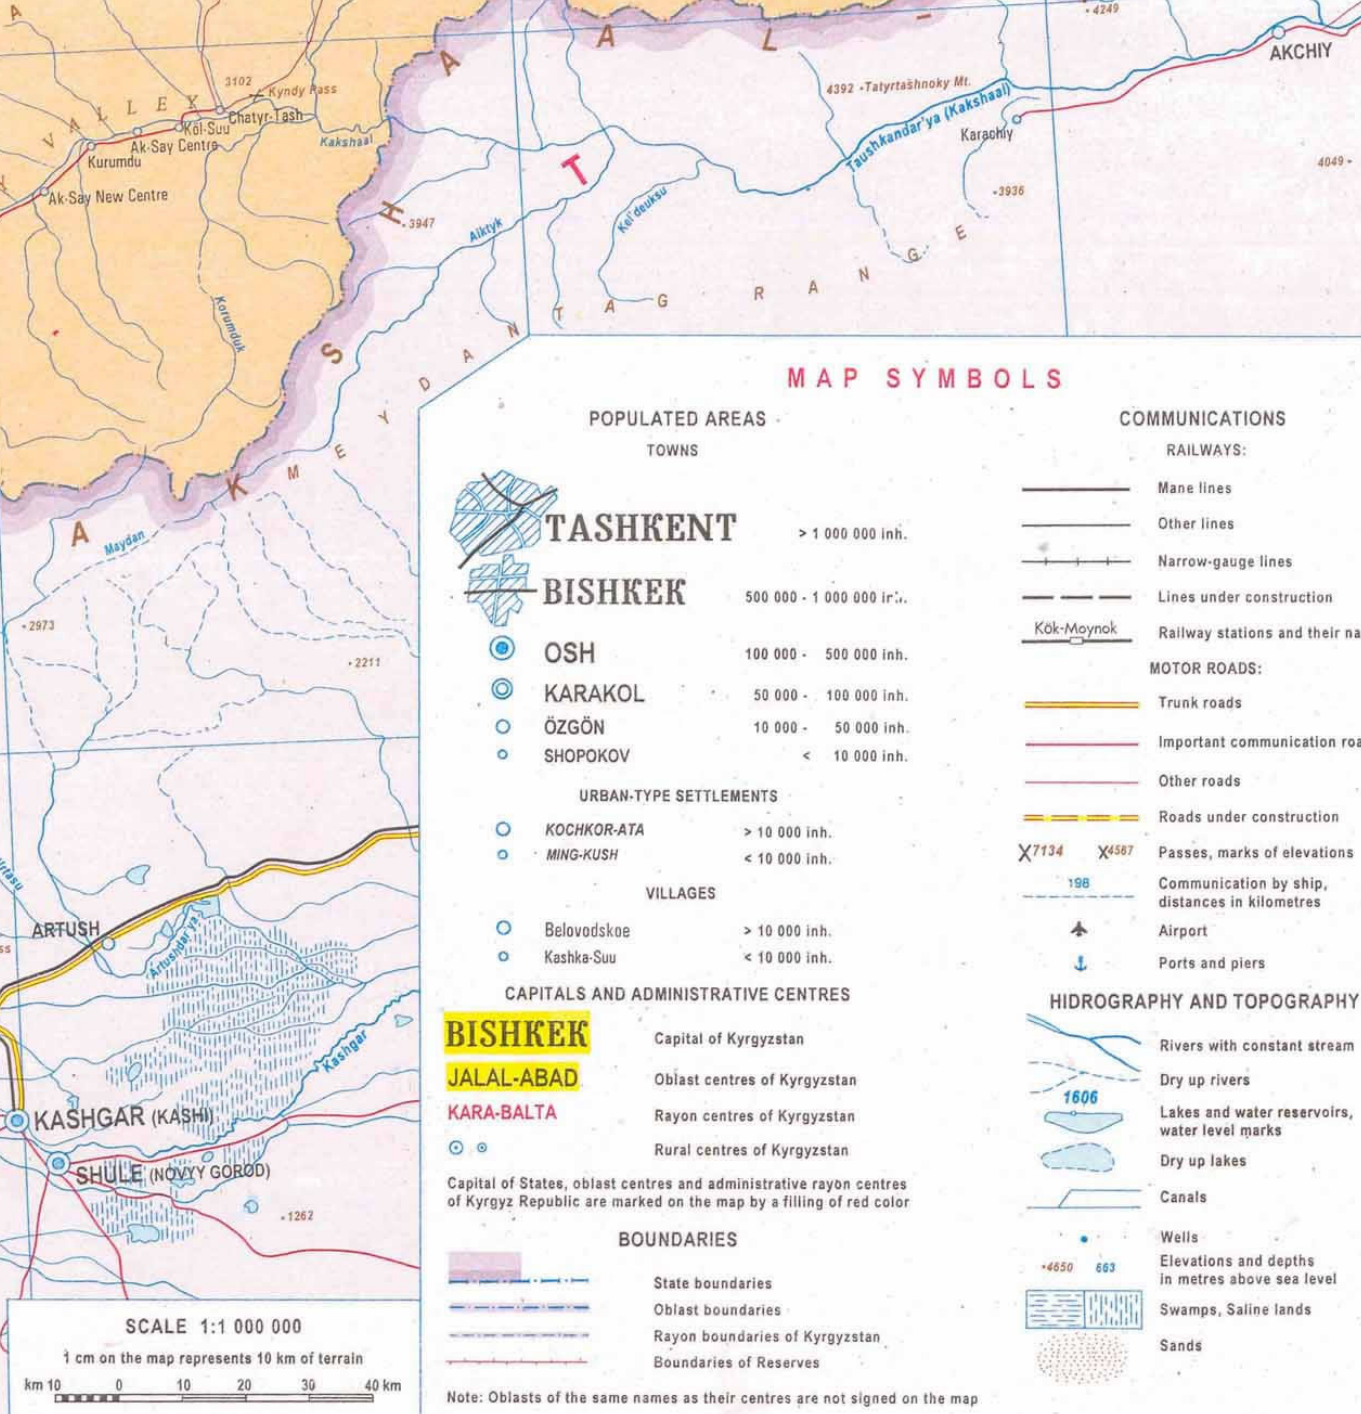 A
A
A
L
I
4249
AKCHIY
3102
Kyndy Pass
4392 Tatyrtashnoky Mt.
VALLEY
Chatyr-Tash
Köl-Suu
Ak-Say Centre
Kakshaal
Taushkandar'ya (Kakshaal)
Karachiy
Kurumdu
T
4049
Ak-Say New Centre
3936
H
3947
Kel'deuksu
Aiktyk
Korumduk
S
MEYDANTAG RANGE
K
A
Maydan
2973
2211
ARTUSH
Artushdar'ya
Kashgar
KASHGAR (KASHI)
SHULE (NOVYY GOROD)
1262
SCALE 1:1 000 000
1 cm on the map represents 10 km of terrain
km 10 0 10 20 30 40 km
MAP SYMBOLS
POPULATED AREAS
TOWNS
TASHKENT > 1 000 000 inh.
BISHKEK 500 000 - 1 000 000
OSH 100 000 - 500 000 inh.
KARAKOL 50 000 - 100 000 inh.
ÖZGÖN 10 000 - 50 000 inh.
SHOPOKOV < 10 000 inh.
URBAN-TYPE SETTLEMENTS
KOCHKOR-ATA > 10 000 inh.
MING-KUSH < 10 000 inh.
VILLAGES
Belovodskoe > 10 000 inh.
Kashka-Suu < 10 000 inh.
CAPITALS AND ADMINISTRATIVE CENTRES
BISHKEK Capital of Kyrgyzstan
JALAL-ABAD Oblast centres of Kyrgyzstan
KARA-BALTA Rayon centres of Kyrgyzstan
Rural centres of Kyrgyzstan
Capital of States, oblast centres and administrative rayon centres
of Kyrgyz Republic are marked on the map by a filling of red color
BOUNDARIES
State boundaries
Oblast boundaries
Rayon boundaries of Kyrgyzstan
Boundaries of Reserves
Note: Oblasts of the same names as their centres are not signed on the map
COMMUNICATIONS
RAILWAYS:
Mane lines
Other lines
Narrow-gauge lines
Lines under construction
Kök-Moynok Railway stations and their na
MOTOR ROADS:
Trunk roads
Important communication roa
Other roads
Roads under construction
7134 4567 Passes, marks of elevations
198 Communication by ship,
distances in kilometres
Airport
Ports and piers
HIDROGRAPHY AND TOPOGRAPHY
Rivers with constant stream
Dry up rivers
1606 Lakes and water reservoirs,
water level marks
Dry up lakes
Canals
Wells
4650 663 Elevations and depths
in metres above sea level
Swamps, Saline lands
Sands